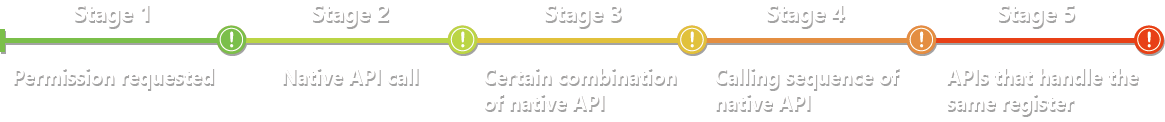 Stage 1
Stage 2
Stage 3
Stage 4
Stage 5
! ! ! ! !
Permission requested
Native API call
Certain combination
of native API
Calling sequence of
native API
APIs that handle the
same register